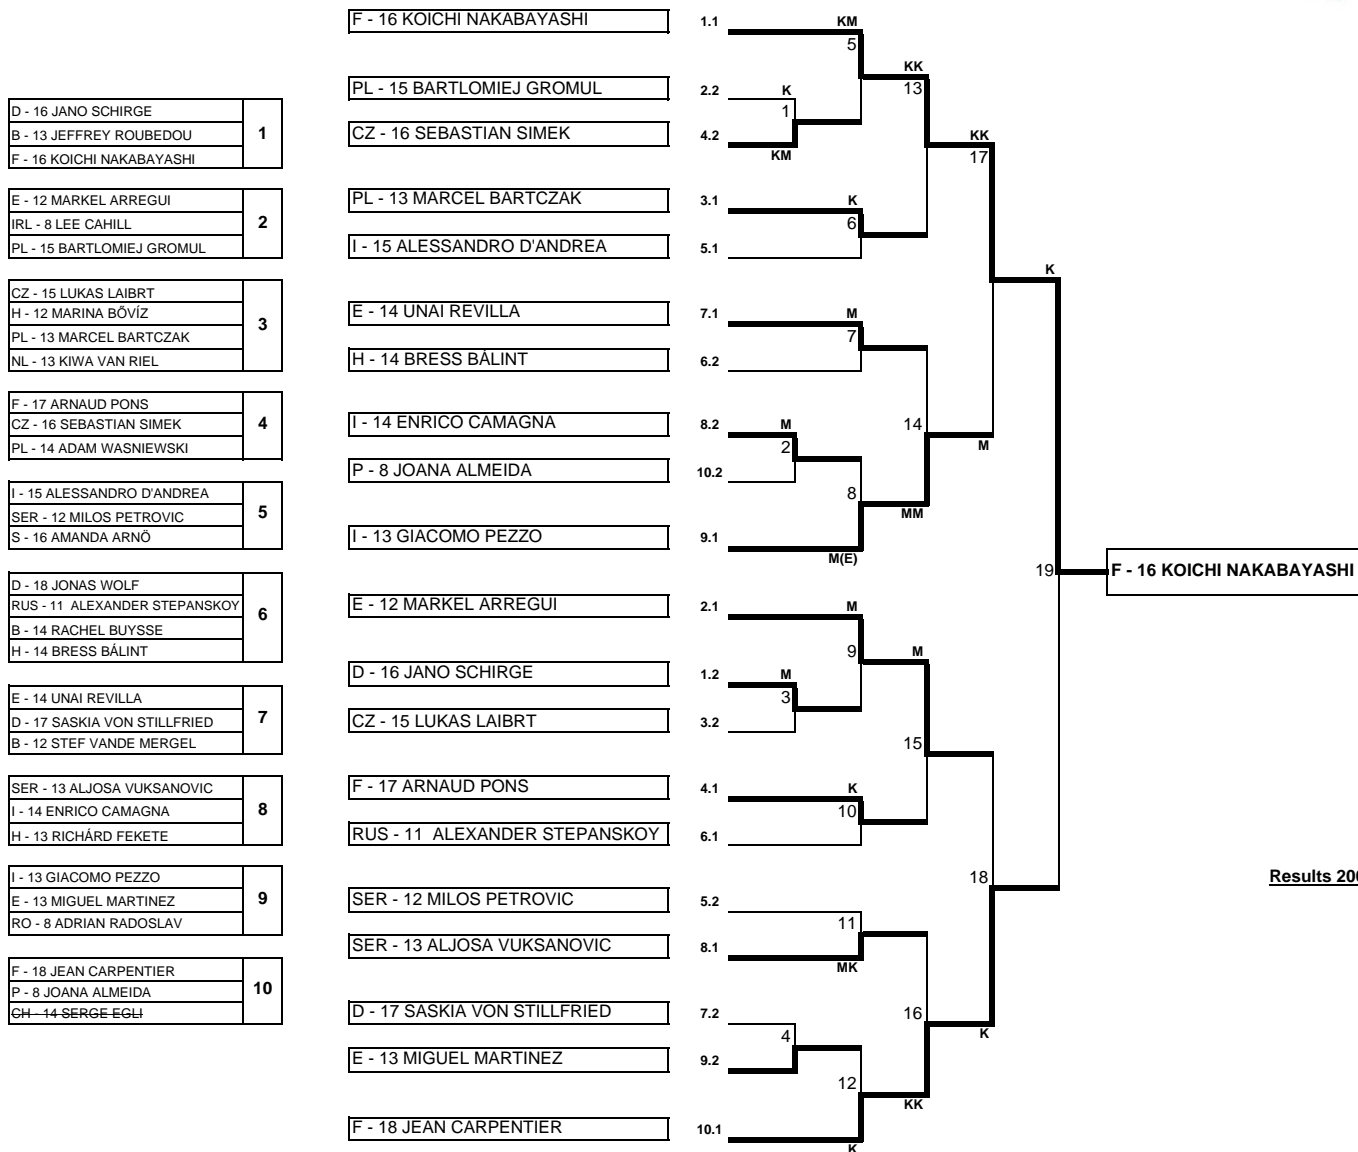 D - 16 JANO SCHIRGE
B - 13 JEFFREY ROUBEDOU
F - 16 KOICHI NAKABAYASHI
1
E - 12 MARKEL ARREGUI
IRL - 8 LEE CAHILL
PL - 15 BARTLOMIEJ GROMUL
2
CZ - 15 LUKAS LAIBRT
H - 12 MARINA BŐVÍZ
PL - 13 MARCEL BARTCZAK
NL - 13 KIWA VAN RIEL
3
F - 17 ARNAUD PONS
CZ - 16 SEBASTIAN SIMEK
PL - 14 ADAM WASNIEWSKI
4
I - 15 ALESSANDRO D'ANDREA
SER - 12 MILOS PETROVIC
S - 16 AMANDA ARNÖ
5
D - 18 JONAS WOLF
RUS - 11 ALEXANDER STEPANSKOY
B - 14 RACHEL BUYSSE
H - 14 BRESS BÁLINT
6
E - 14 UNAI REVILLA
D - 17 SASKIA VON STILLFRIED
B - 12 STEF VANDE MERGEL
7
SER - 13 ALJOSA VUKSANOVIC
I - 14 ENRICO CAMAGNA
H - 13 RICHÁRD FEKETE
8
I - 13 GIACOMO PEZZO
E - 13 MIGUEL MARTINEZ
RO - 8 ADRIAN RADOSLAV
9
F - 18 JEAN CARPENTIER
P - 8 JOANA ALMEIDA
CH - 14 SERGE EGLI
10
F - 16 KOICHI NAKABAYASHI 1.1 KM
5
KK
13
PL - 15 BARTLOMIEJ GROMUL 2.2 K
1
CZ - 16 SEBASTIAN SIMEK 4.2
KM
KK
17
PL - 13 MARCEL BARTCZAK 3.1 K
6
I - 15 ALESSANDRO D'ANDREA 5.1
K
E - 14 UNAI REVILLA 7.1 M
7
H - 14 BRESS BÁLINT 6.2
I - 14 ENRICO CAMAGNA 8.2 M
14
2
M
P - 8 JOANA ALMEIDA 10.2
8
MM
I - 13 GIACOMO PEZZO 9.1
M(E)
19 F - 16 KOICHI NAKABAYASHI
E - 12 MARKEL ARREGUI 2.1 M
9 M
D - 16 JANO SCHIRGE 1.2 M
3
CZ - 15 LUKAS LAIBRT 3.2
15
F - 17 ARNAUD PONS 4.1 K
10
RUS - 11 ALEXANDER STEPANSKOY 6.1
18
Results 200
SER - 12 MILOS PETROVIC 5.2
11
SER - 13 ALJOSA VUKSANOVIC 8.1
MK
D - 17 SASKIA VON STILLFRIED 7.2
16
4
K
E - 13 MIGUEL MARTINEZ 9.2
12
KK
F - 18 JEAN CARPENTIER 10.1
K